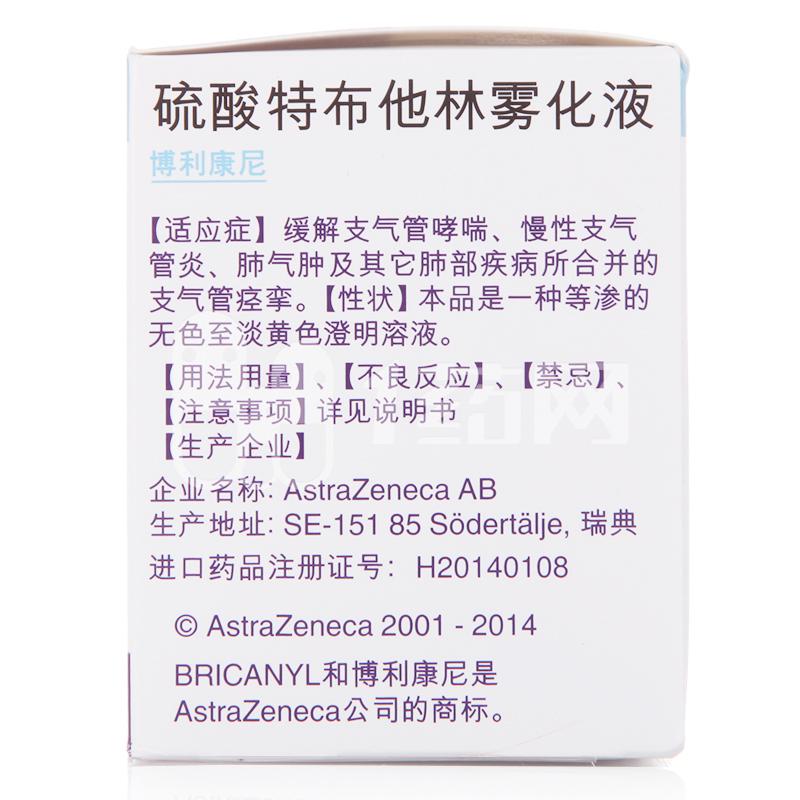 硫酸特布他林雾化液
博利康尼
【适应症】缓解支气管哮喘、慢性支气
管炎、肺气肿及其它肺部疾病所合并的
支气管痉挛。【性状】本品是一种等渗的
无色至淡黄色澄明溶液。
【用法用量】、【不良反应】、【禁忌】、
【注意事项】详见说明书
【生产企业】
企业名称: AstraZeneca AB
生产地址: SE-151 85 Södertälje, 瑞典
进口药品注册证号: H20140108
© AstraZeneca 2001 - 2014
BRICANYL和博利康尼是
AstraZeneca公司的商标。